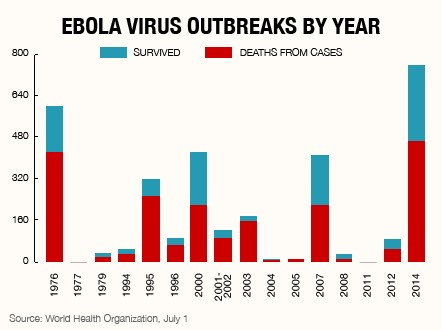 EBOLA VIRUS OUTBREAKS BY YEAR
SURVIVED DEATHS FROM CASES
800
640
480
320
160
0
1976 1977 1979 1994 1995 1996 2000 2001-2002 2003 2004 2005 2007 2008 2011 2012 2014
Source: World Health Organization, July 1